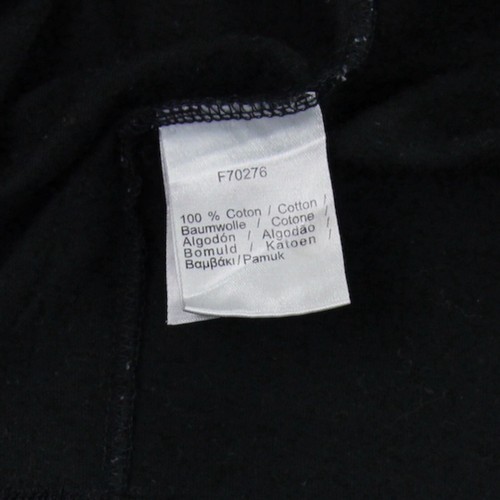 F70276
100 % Coton / Cotton /
Baumwolle / Cotone /
Algodón / Algodão /
Bomuld / Katoen /
Βαμβάκι/Pamuk